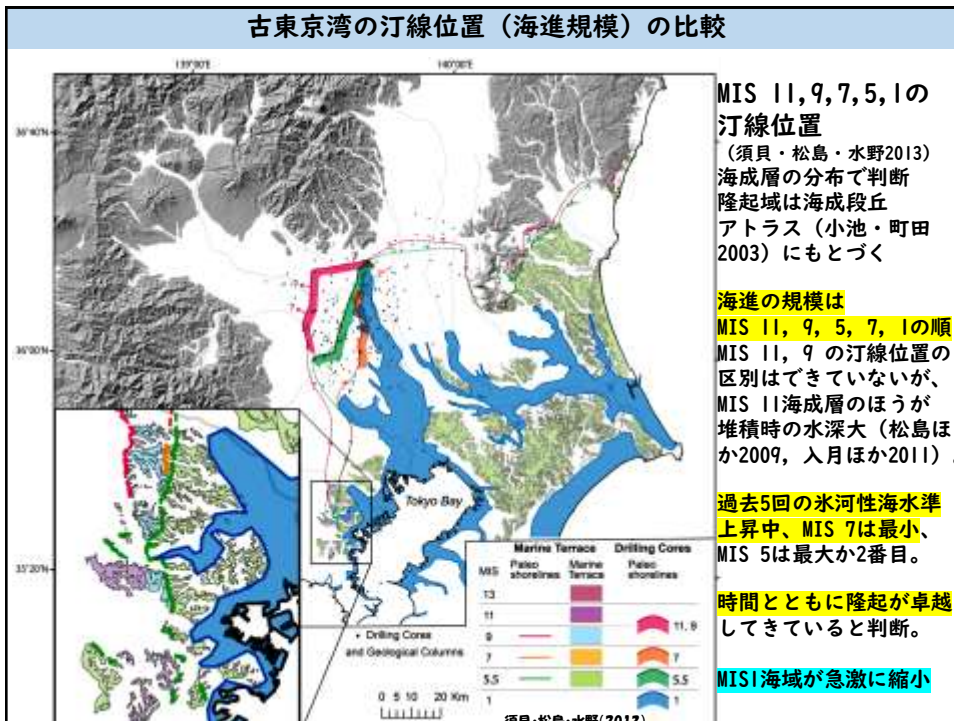 古東京湾の汀線位置（海進規模）の比較
139°00'E
140°00'E
36°40'N
36°00'N
35°20'N
MIS 11,9,7,5,1の
汀線位置
（須貝・松島・水野2013）
海成層の分布で判断
隆起域は海成段丘
アトラス（小池・町田
2003）にもとづく
海進の規模は
MIS 11, 9, 5, 7, 1の順
MIS 11, 9 の汀線位置の
区別はできていないが、
MIS 11海成層のほうが
堆積時の水深大（松島ほ
か2009, 入月ほか2011）.
過去5回の氷河性海水準
上昇中、MIS 7は最小、
MIS 5は最大か2番目。
時間とともに隆起が卓越
してきていると判断。
MIS1海域が急激に縮小
Tokyo Bay
• Drilling Cores
and Geological Columns
0 5 10 20 Km
Marine Terrace Drilling Cores
MIS Paleo shorelines Marine Terrace Paleo shorelines
13
11
9 11, 9
7 7
5.5 5.5
1 1
須貝・松島・水野(2013)